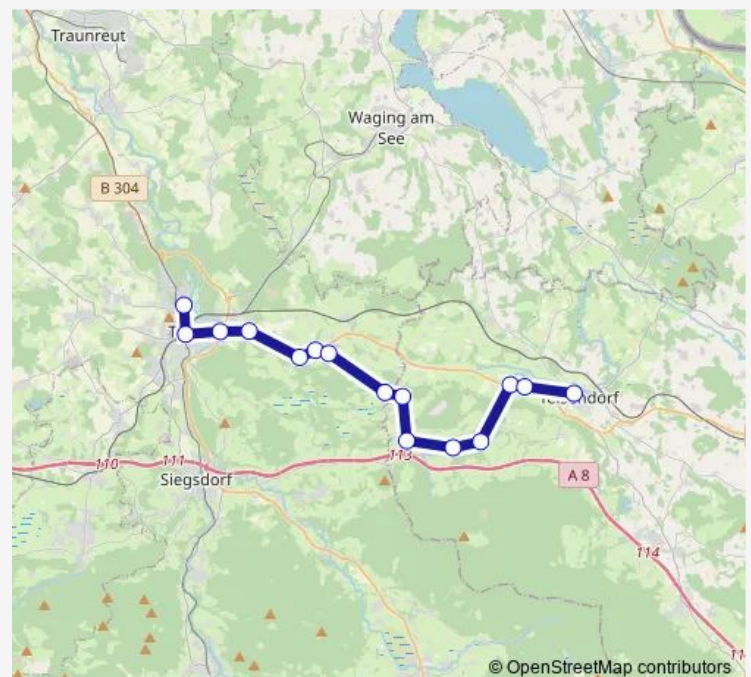 Traunreut
Waging am
See
B 304
110
111
113
Siegsdorf
A 8
114
© OpenStreetMap contributors